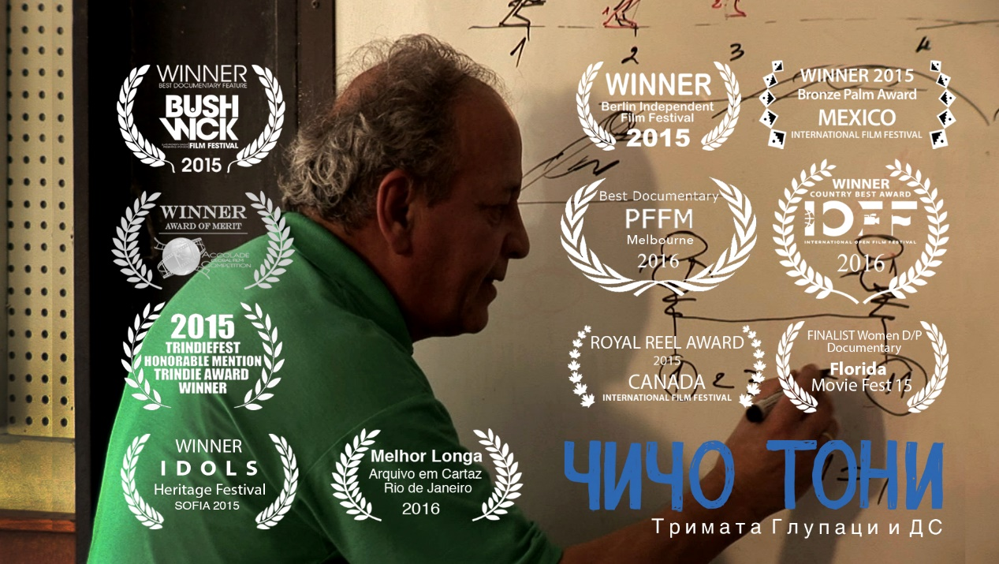 WINNER
BEST DOCUMENTARY FEATURE
BUSH
WICK
FILM FESTIVAL
2015
WINNER
AWARD OF MERIT
ACCOLADE
GLOBAL FILM
COMPETITION
2015
TRINDIEFEST
HONORABLE MENTION
TRINDIE AWARD
WINNER
WINNER
IDOLS
Heritage Festival
SOFIA 2015
Melhor Longa
Arquivo em Cartaz
Rio de Janeiro
2016
1 2 3 4
WINNER
Berlin Independent
Film Festival
2015
WINNER 2015
Bronze Palm Award
MEXICO
INTERNATIONAL FILM FESTIVAL
Best Documentary
PFFM
Melbourne
2016
WINNER
COUNTRY BEST AWARD
IOFF
INTERNATIONAL OPEN FILM FESTIVAL
2016
ROYAL REEL AWARD
2015
CANADA
INTERNATIONAL FILM FESTIVAL
FINALIST Women D/P
Documentary
Florida
Movie Fest 15
ЧИЧО ТОНИ
Тримата Глупаци и ДС